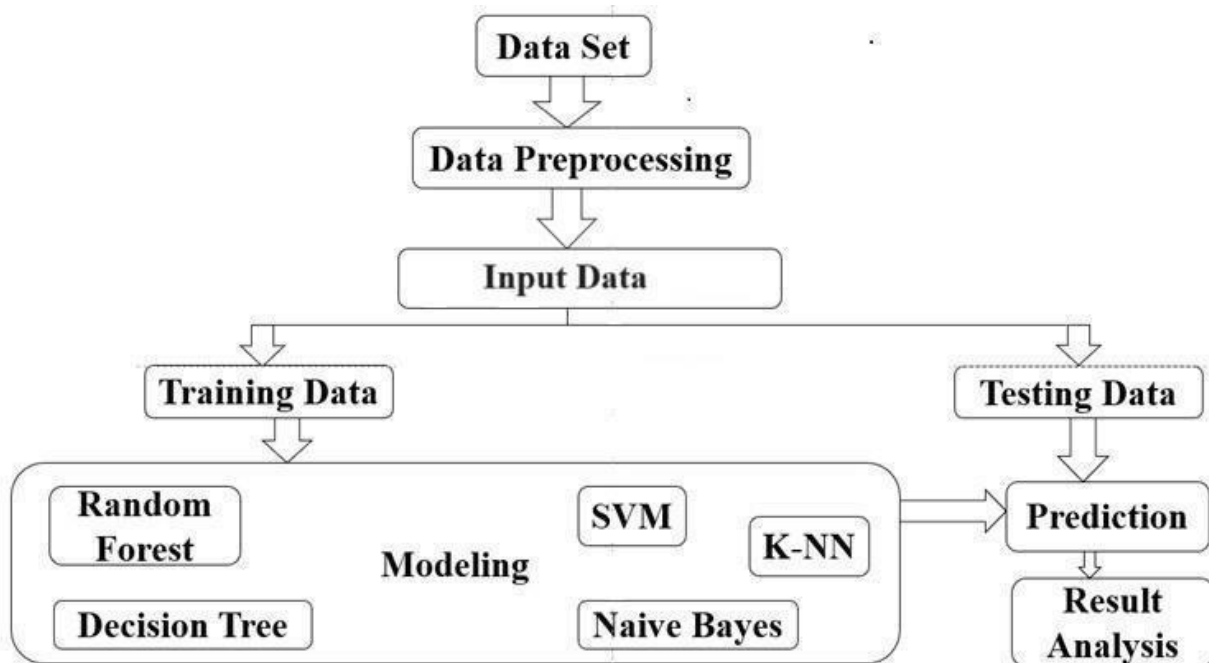 Data Set
Data Preprocessing
Input Data
Training Data
Testing Data
Random
Forest
SVM
K-NN
Modeling
Decision Tree
Naive Bayes
Prediction
Result
Analysis